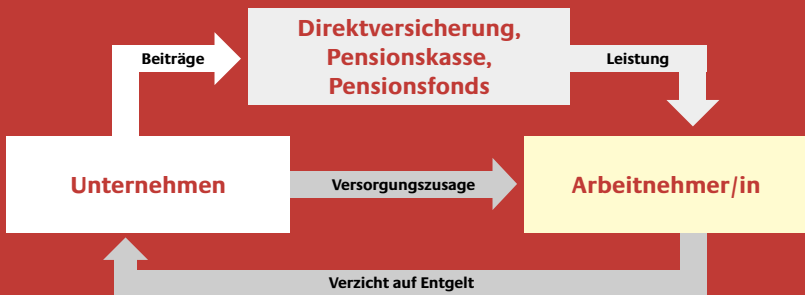 Direktversicherung,
Pensionskasse,
Pensionsfonds
Beiträge
Leistung
Unternehmen
Versorgungszusage
Arbeitnehmer/in
Verzicht auf Entgelt